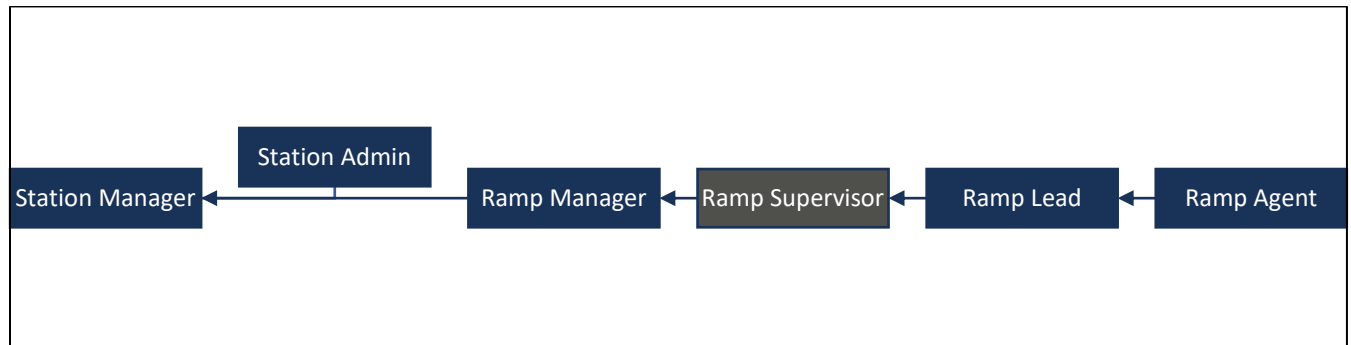 Station Admin
Station Manager
Ramp Manager
Ramp Supervisor
Ramp Lead
Ramp Agent